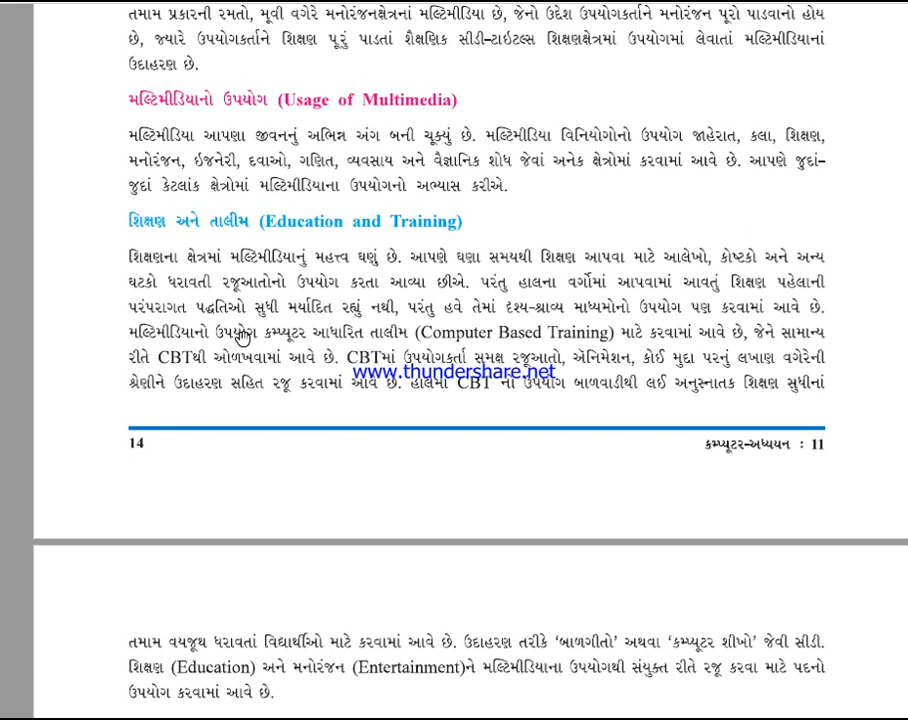 તમામ પ્રકારની રમતો, મૂવી વગેરે મનોરંજનક્ષેત્રનાં મલ્ટિમીડિયા છે, જેનો ઉદેશ ઉપયોગકર્તાને મનોરંજન પૂરો પાડવાનો હોય
છે, જ્યારે ઉપયોગકર્તાને શિક્ષણ પૂરું પાડતાં શૈક્ષણિક સીડી-ટાઇટલ્સ શિક્ષણક્ષેત્રમાં ઉપયોગમાં લેવાતાં મલ્ટિમીડિયાનાં
ઉદાહરણ છે.
મલ્ટિમીડિયાનો ઉપયોગ (Usage of Multimedia)
મલ્ટિમીડિયા આપણા જીવનનું અભિન્ન અંગ બની ચૂક્યું છે. મલ્ટિમીડિયા વિનિયોગોનો ઉપયોગ જાહેરાત, કલા, શિક્ષણ,
મનોરંજન, ઇજનેરી, દવાઓ, ગણિત, વ્યવસાય અને વૈજ્ઞાનિક શોધ જેવાં અનેક ક્ષેત્રોમાં કરવામાં આવે છે. આપણે જુદાં-
જુદાં કેટલાંક ક્ષેત્રોમાં મલ્ટિમીડિયાના ઉપયોગનો અભ્યાસ કરીએ.
શિક્ષણ અને તાલીમ (Education and Training)
શિક્ષણના ક્ષેત્રમાં મલ્ટિમીડિયાનું મહત્ત્વ ઘણું છે. આપણે ઘણા સમયથી શિક્ષણ આપવા માટે આલેખો, કોષ્ટકો અને અન્ય
ઘટકો ધરાવતી રજૂઆતોનો ઉપયોગ કરતા આવ્યા છીએ. પરંતુ હાલના વર્ગોમાં આપવામાં આવતું શિક્ષણ પહેલાની
પરંપરાગત પદ્ધતિઓ સુધી મર્યાદિત રહ્યું નથી, પરંતુ હવે તેમાં દૃશ્ય-શ્રાવ્ય માધ્યમોનો ઉપયોગ પણ કરવામાં આવે છે.
મલ્ટિમીડિયાનો ઉપયોગ કમ્પ્યૂટર આધારિત તાલીમ (Computer Based Training) માટે કરવામાં આવે છે, જેને સામાન્ય
રીતે CBTથી ઓળખવામાં આવે છે. CBTમાં ઉપયોગકર્તા સમક્ષ રજૂઆતો, એનિમેશન, કોઈ મુદ્દા પરનું લખાણ વગેરેની
www.thundershare.net
શ્રેણીને ઉદાહરણ સહિત રજૂ કરવામાં આવે છે. હાલમાં CBT નો ઉપયોગ બાળવાડીથી લઈ અનુસ્નાતક શિક્ષણ સુધીનાં
14 કમ્પ્યૂટર-અધ્યયન : 11
તમામ વયજૂથ ધરાવતાં વિદ્યાર્થીઓ માટે કરવામાં આવે છે. ઉદાહરણ તરીકે ‘બાળગીતો’ અથવા ‘કમ્પ્યૂટર શીખો’ જેવી સીડી.
શિક્ષણ (Education) અને મનોરંજન (Entertainment)ને મલ્ટિમીડિયાના ઉપયોગથી સંયુક્ત રીતે રજૂ કરવા માટે પદનો
ઉપયોગ કરવામાં આવે છે.